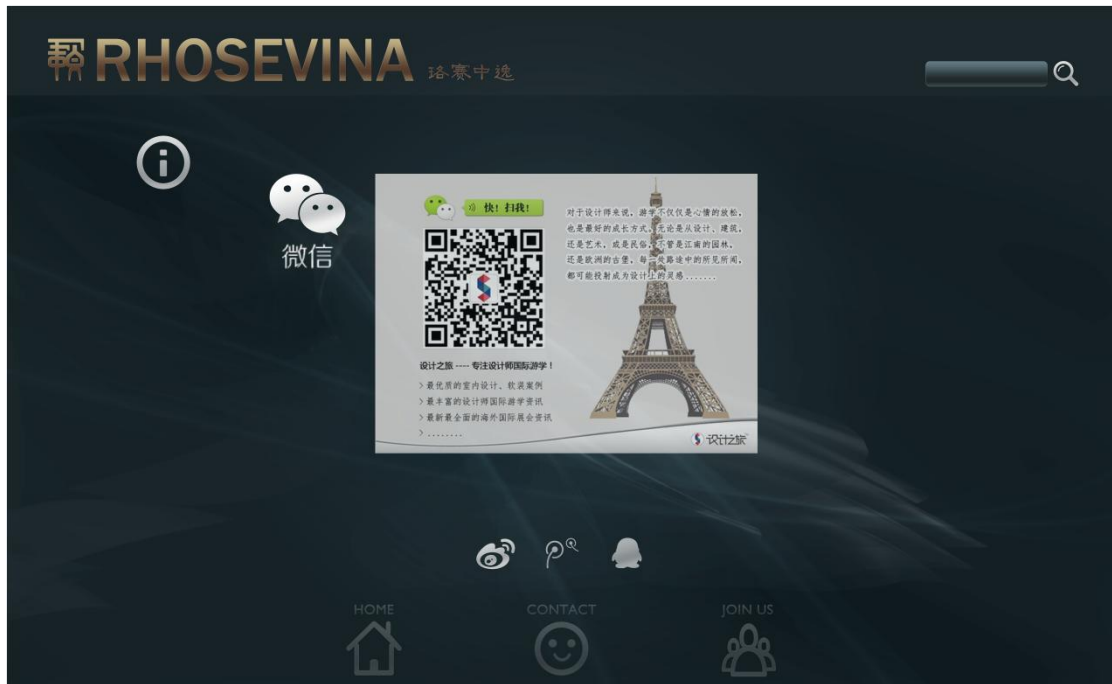 帮 RHOSEVINA 珞赛中逸
微信
快！扫我！
设计之旅 ---- 专注设计师国际游学！
> 最优质的室内设计、软装案例
> 最丰富的设计师国际游学资讯
> 最新最全面的海外国际展会资讯
> ........
对于设计师来说，游学不仅仅是心情的放松，
也是最好的成长方式，无论是从设计、建筑，
还是艺术，或是民俗，不管是江南的园林，
还是欧洲的古堡，每一处路途中的所见所闻，
都可能投射成为设计上的灵感.......
设计之旅
HOME
CONTACT
JOIN US